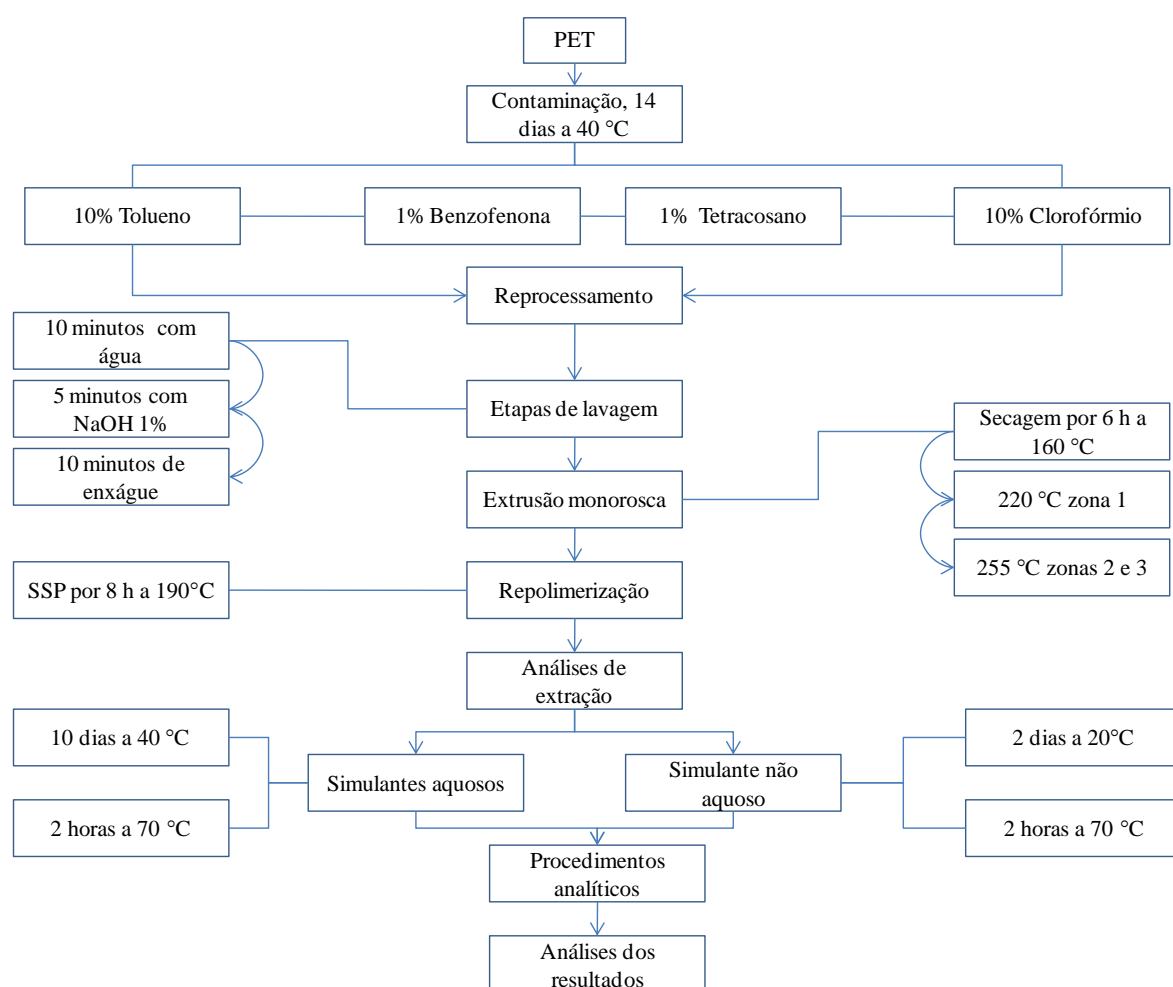 PET
Contaminação, 14
dias a 40 °C
10% Tolueno
1% Benzofenona
1% Tetracosano
10% Clorofórmio
Reprocessamento
10 minutos com
água
5 minutos com
NaOH 1%
10 minutos de
enxágue
Etapas de lavagem
Secagem por 6 h a
160 °C
220 °C zona 1
255 °C zonas 2 e 3
Extrusão monorosca
SSP por 8 h a 190°C
Repolimerização
Análises de
extração
10 dias a 40 °C
2 horas a 70 °C
Simulantes aquosos
Simulante não
aquoso
2 dias a 20°C
2 horas a 70 °C
Procedimentos
analíticos
Análises dos
resultados